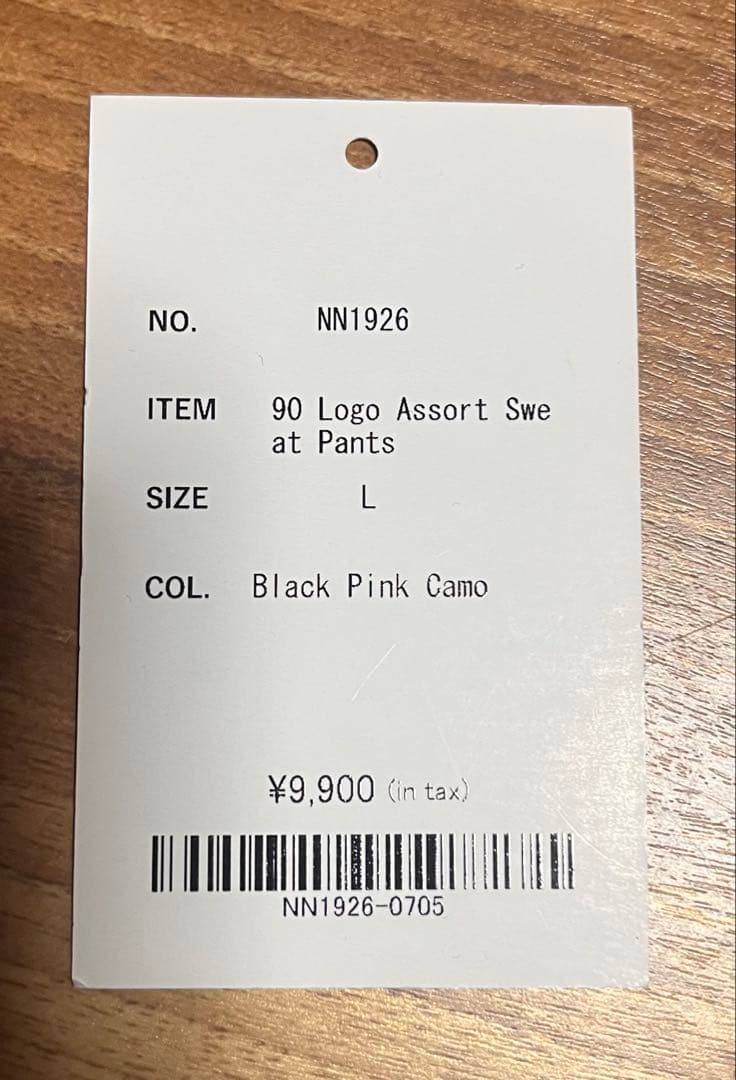 NO. NN1926
ITEM 90 Logo Assort Swe
at Pants
SIZE L
COL. Black Pink Camo
¥9,900 (in tax)
NN1926-0705